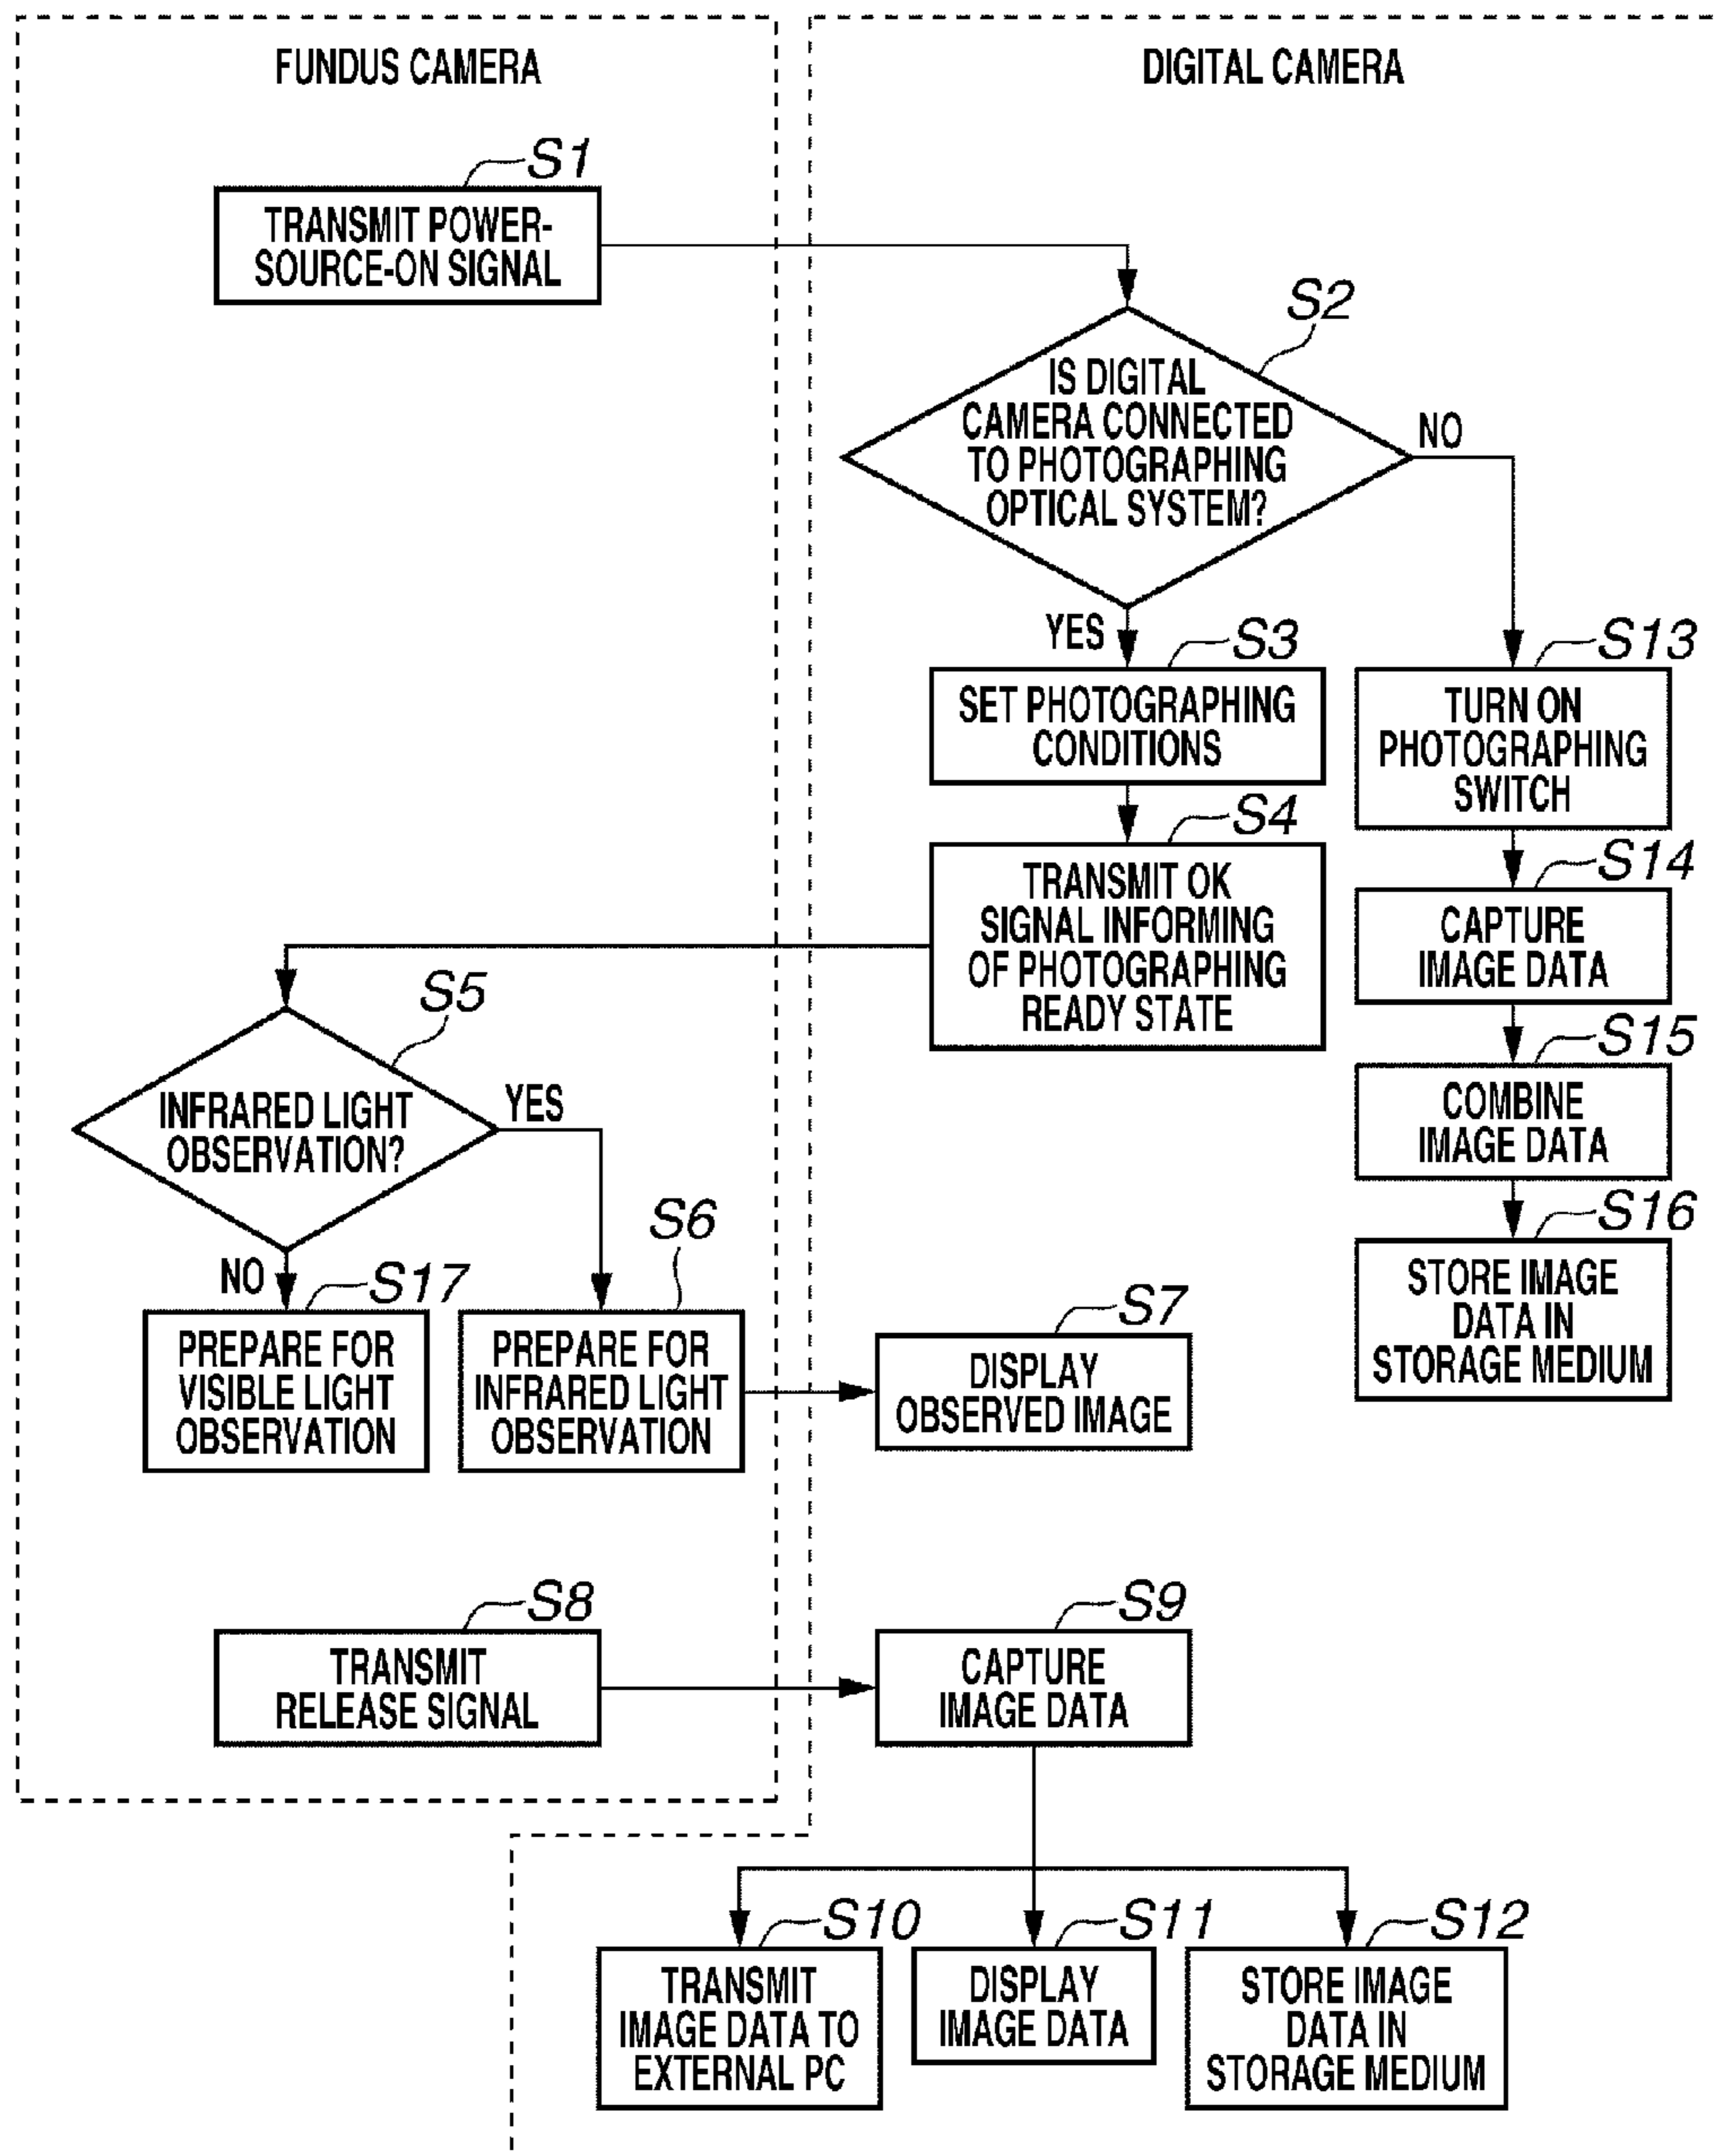 FUNDUS CAMERA
DIGITAL CAMERA
S1
TRANSMIT POWER-
SOURCE-ON SIGNAL
S2
IS DIGITAL
CAMERA CONNECTED
TO PHOTOGRAPHING
OPTICAL SYSTEM?
NO
YES
S3
SET PHOTOGRAPHING
CONDITIONS
S13
TURN ON
PHOTOGRAPHING
SWITCH
S4
TRANSMIT OK
SIGNAL INFORMING
OF PHOTOGRAPHING
READY STATE
S14
CAPTURE
IMAGE DATA
S5
INFRARED LIGHT
OBSERVATION?
YES
NO
S15
COMBINE
IMAGE DATA
S16
STORE IMAGE
DATA IN
STORAGE MEDIUM
S17
PREPARE FOR
VISIBLE LIGHT
OBSERVATION
S6
PREPARE FOR
INFRARED LIGHT
OBSERVATION
S7
DISPLAY
OBSERVED IMAGE
S8
TRANSMIT
RELEASE SIGNAL
S9
CAPTURE
IMAGE DATA
S10
TRANSMIT
IMAGE DATA TO
EXTERNAL PC
S11
DISPLAY
IMAGE DATA
S12
STORE IMAGE
DATA IN
STORAGE MEDIUM